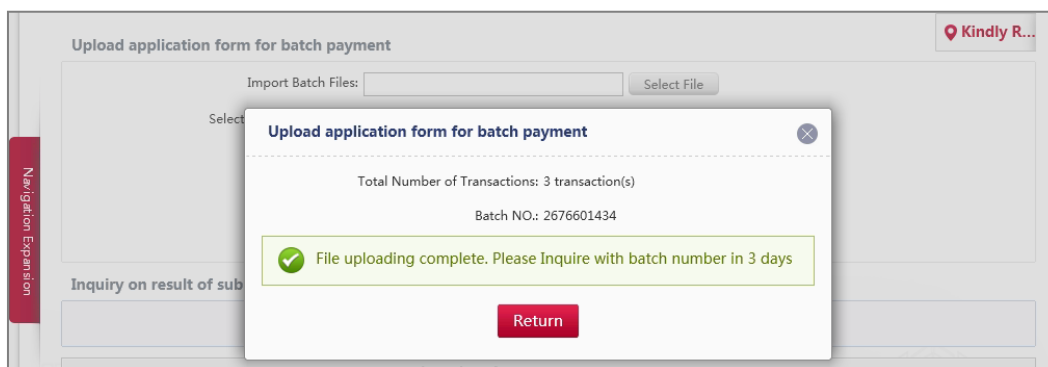 Kindly R...
Upload application form for batch payment
Import Batch Files:
Select File
Select
Upload application form for batch payment
Total Number of Transactions: 3 transaction(s)
Batch NO.: 2676601434
File uploading complete. Please Inquire with batch number in 3 days
Return
Navigation Expansion
Inquiry on result of sub